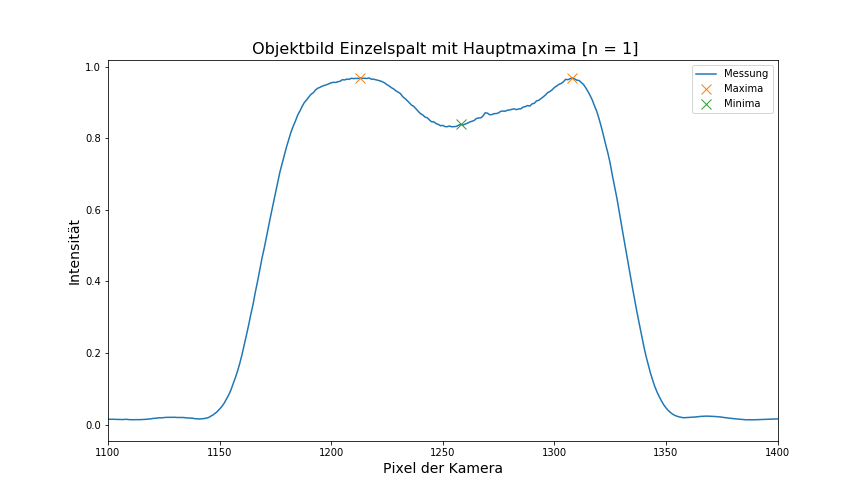 Objektbild Einzelspalt mit Hauptmaxima [n = 1]
Messung
Maxima
Minima
Intensität
1.0
0.8
0.6
0.4
0.2
0.0
1100 1150 1200 1250 1300 1350 1400
Pixel der Kamera